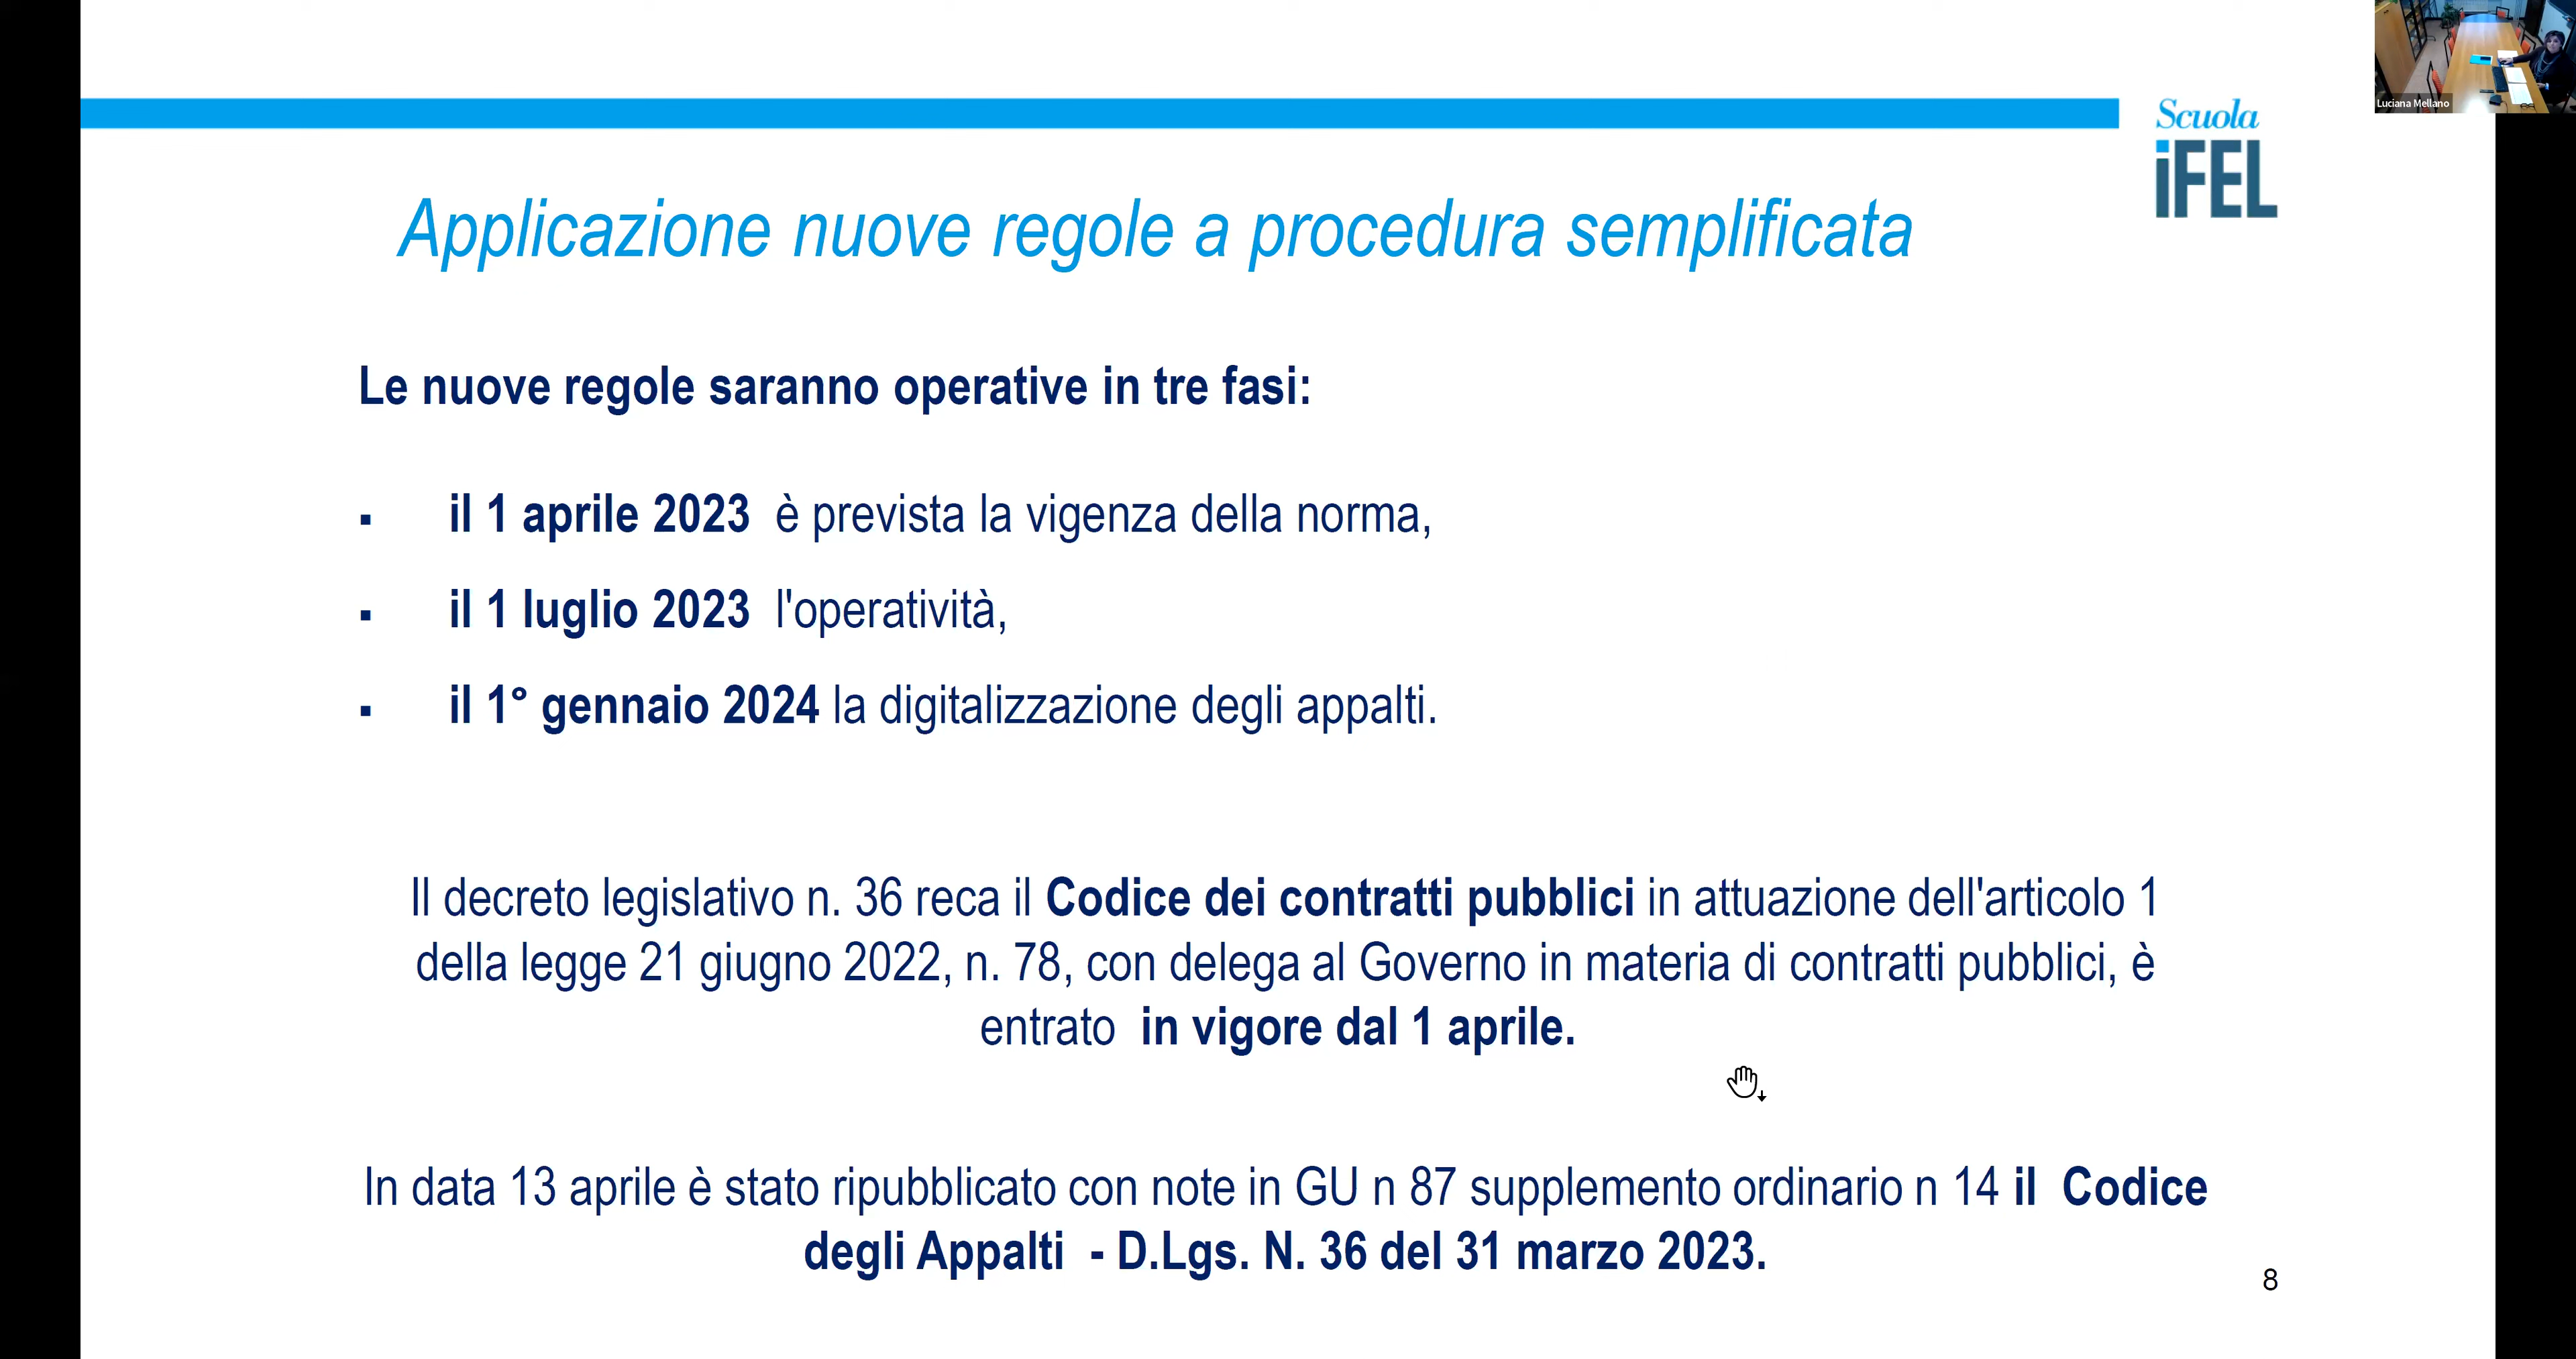 Luciana Mellano
Scuola
iFEL
Applicazione nuove regole a procedura semplificata
Le nuove regole saranno operative in tre fasi:
▪ il 1 aprile 2023 è prevista la vigenza della norma,
▪ il 1 luglio 2023 l'operatività,
▪ il 1° gennaio 2024 la digitalizzazione degli appalti.
Il decreto legislativo n. 36 reca il Codice dei contratti pubblici in attuazione dell'articolo 1
della legge 21 giugno 2022, n. 78, con delega al Governo in materia di contratti pubblici, è
entrato in vigore dal 1 aprile.
In data 13 aprile è stato ripubblicato con note in GU n 87 supplemento ordinario n 14 il Codice
degli Appalti - D.Lgs. N. 36 del 31 marzo 2023.
8